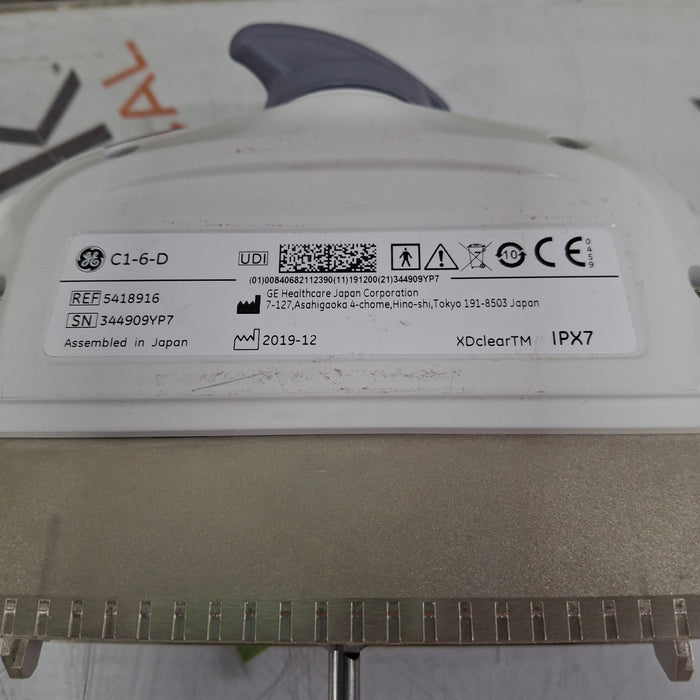 AL
GE C1-6-D
UDI
10
CE 0459
(01)00840682112390(11)191200(21)344909YP7
REF 5418916
GE Healthcare Japan Corporation
7-127,Asahigaoka 4-chome,Hino-shi,Tokyo 191-8503 Japan
SN 344909YP7
Assembled in Japan
2019-12
XDclearTM
IPX7